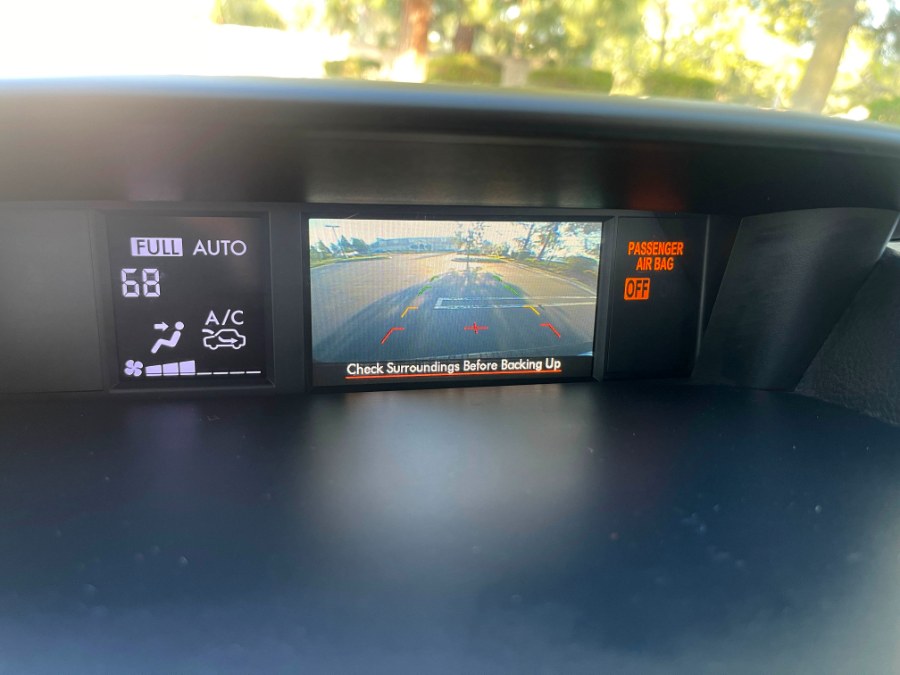 FULL AUTO
68
A/C
Check Surroundings Before Backing Up
PASSENGER
AIR BAG
OFF